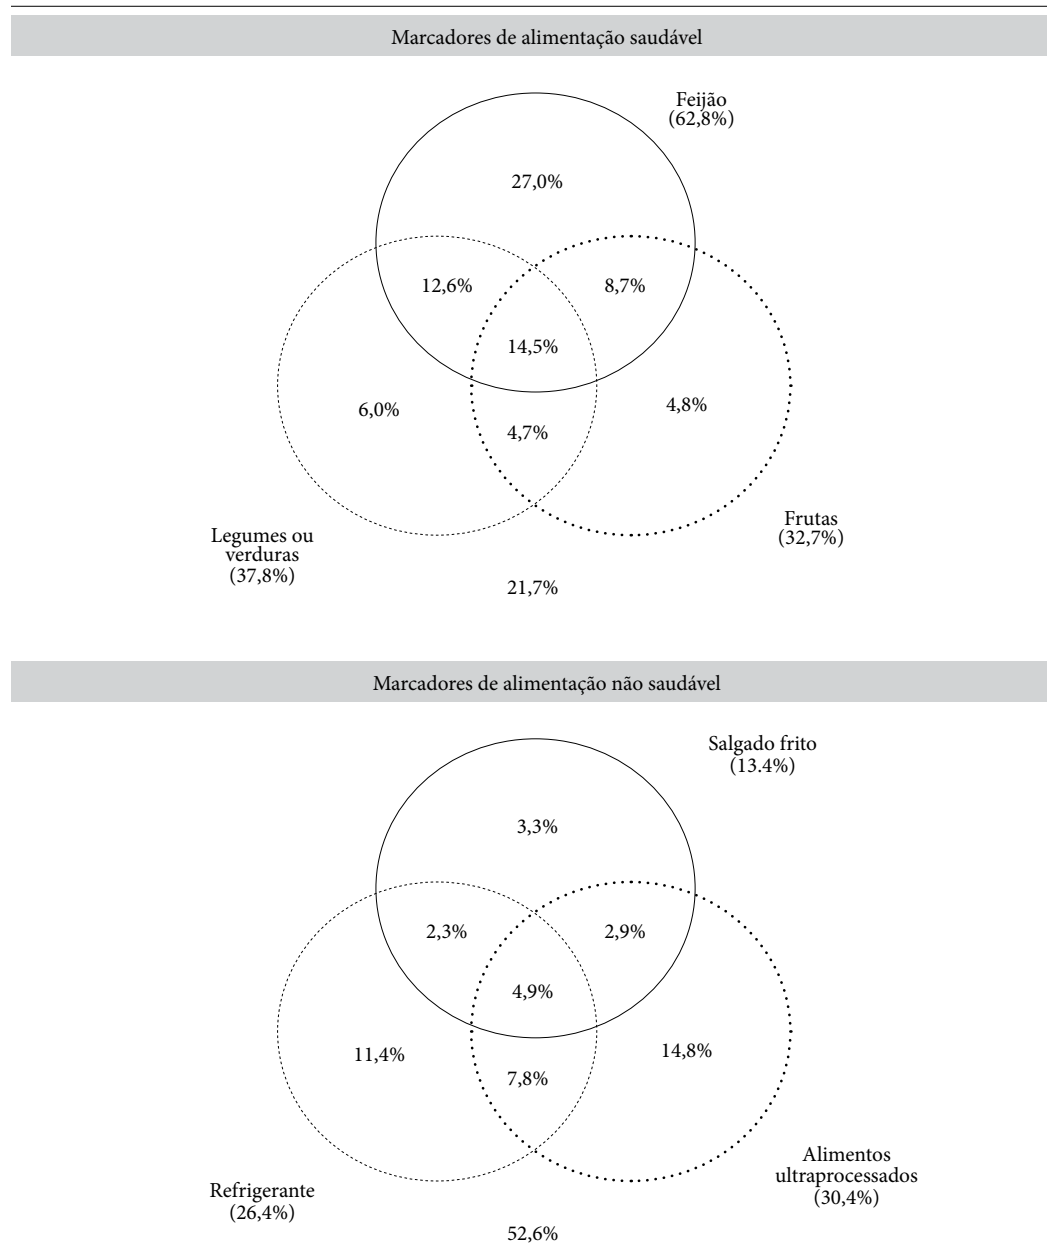 Marcadores de alimentação saudável
Feijão
(62,8%)
27,0%
12,6%
8,7%
14,5%
6,0%
4,8%
4,7%
Legumes ou
verduras
(37,8%)
Frutas
(32,7%)
21,7%
Marcadores de alimentação não saudável
Salgado frito
(13.4%)
3,3%
2,3%
2,9%
4,9%
11,4%
14,8%
7,8%
Refrigerante
(26,4%)
Alimentos
ultraprocessados
(30,4%)
52,6%